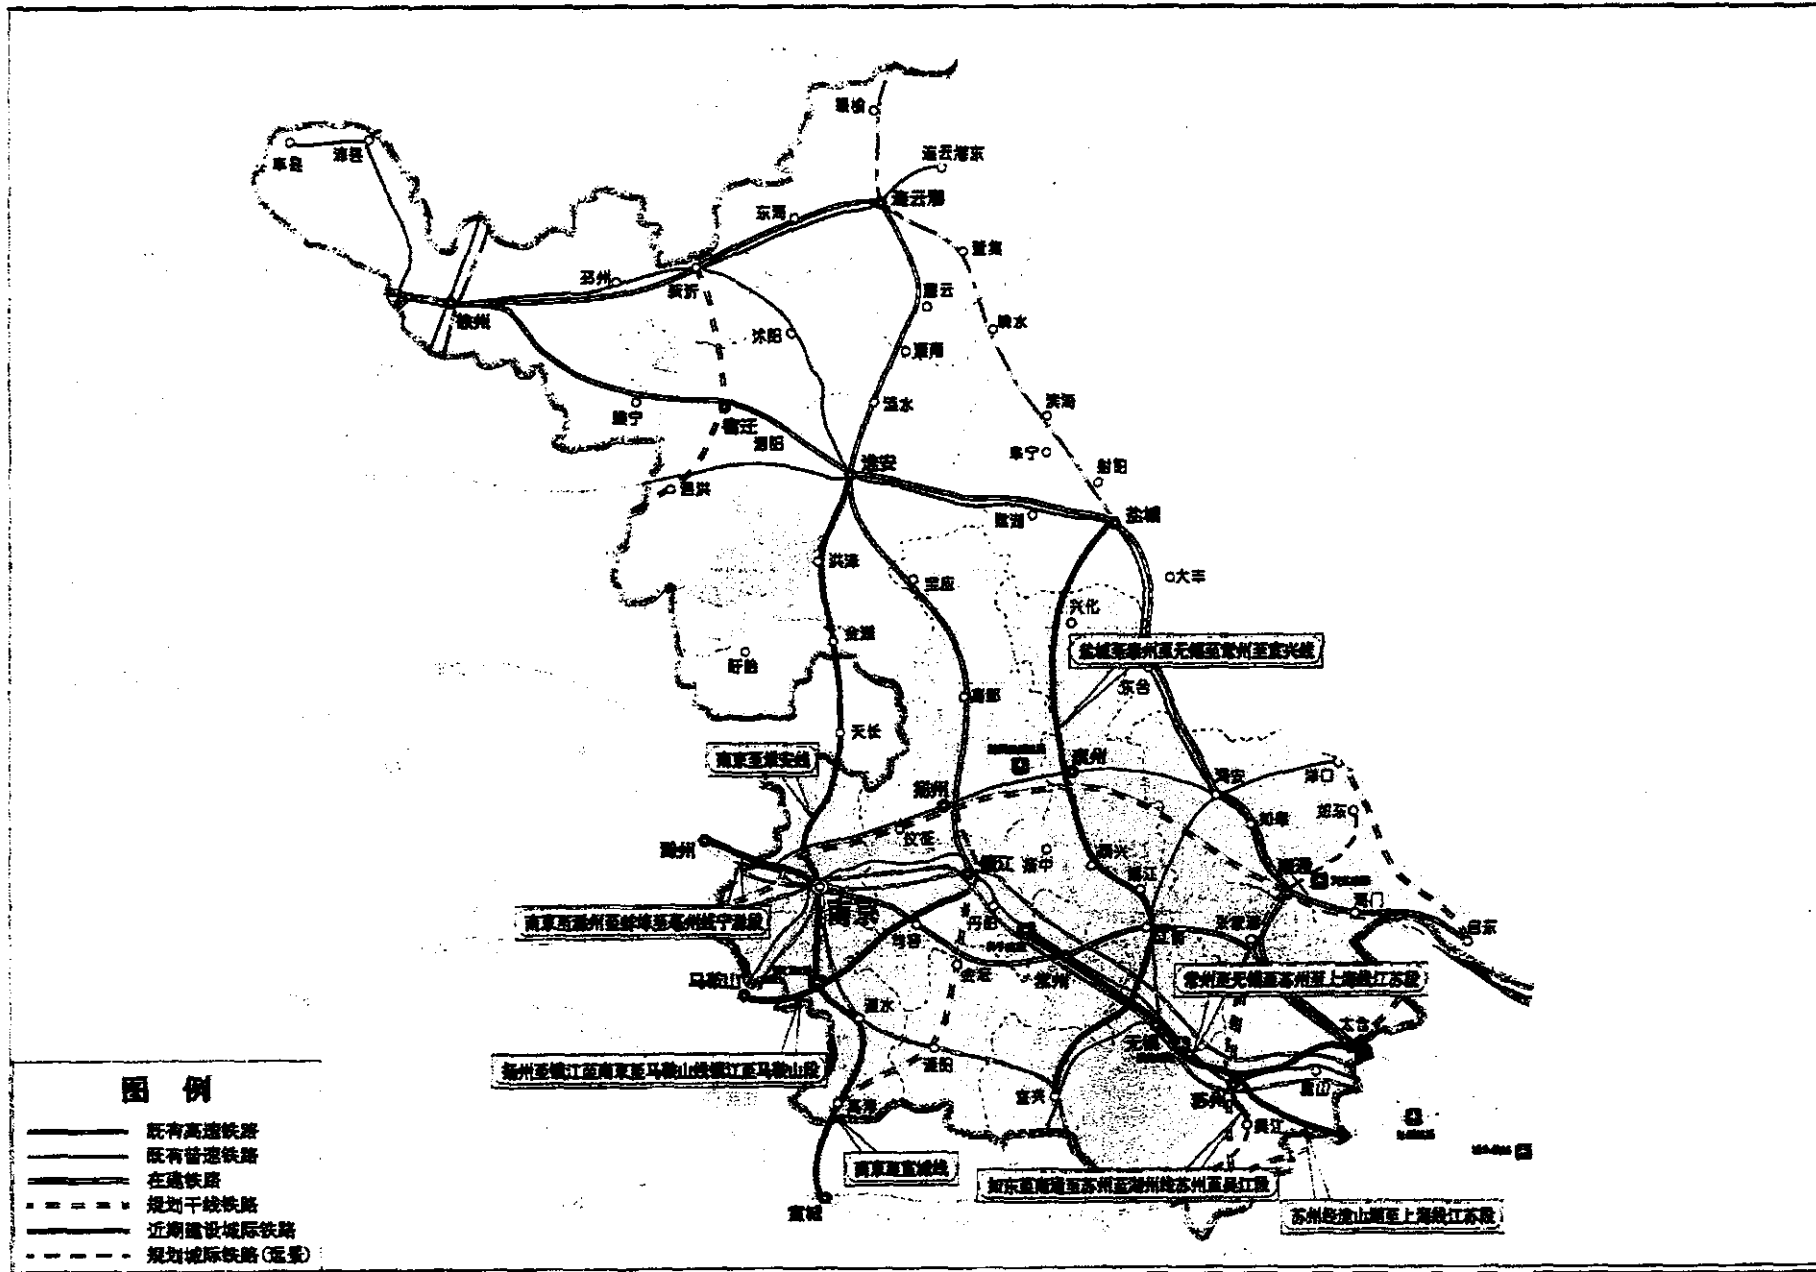 赣榆
连云港东
丰县
沛县
连云港
东海
灌云
邳州
新沂
响水
徐州
沭阳
灌南
涟水
滨海
睢宁
宿迁
泗阳
阜宁
射阳
淮安
泗洪
建湖
盐城
洪泽
大丰
宝应
兴化
金湖
盱眙
盐城至泰州至无锡至常州至宜兴线
东台
高邮
天长
南京至淮安线
泰州
海安
洋口
扬州
如东
如皋
仪征
滁州
镇江
扬中
泰兴
靖江
南通
海门
南京
南京至滁州至蚌埠至亳州线宁滁段
丹阳
句容
江阴
张家港
启东
马鞍山
金坛
常州
常州至无锡至苏州至上海线江苏段
溧水
太仓
无锡
扬州至镇江至南京至马鞍山线镇江至马鞍山段
溧阳
宜兴
昆山
苏州
高淳
吴江
南京至宣城线
如东至南通至苏州至湖州线苏州至吴江段
宣城
苏州经淀山湖至上海线江苏段
图 例
既有高速铁路
既有普速铁路
在建铁路
规划干线铁路
近期建设城际铁路
规划城际铁路(远景)